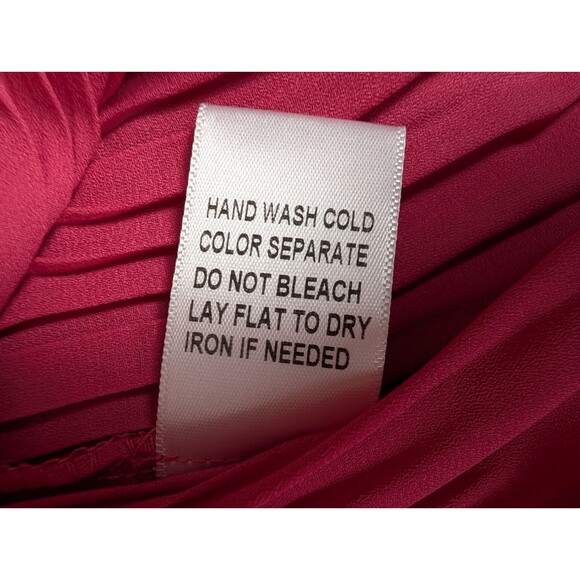 HAND WASH COLD
COLOR SEPARATE
DO NOT BLEACH
LAY FLAT TO DRY
IRON IF NEEDED